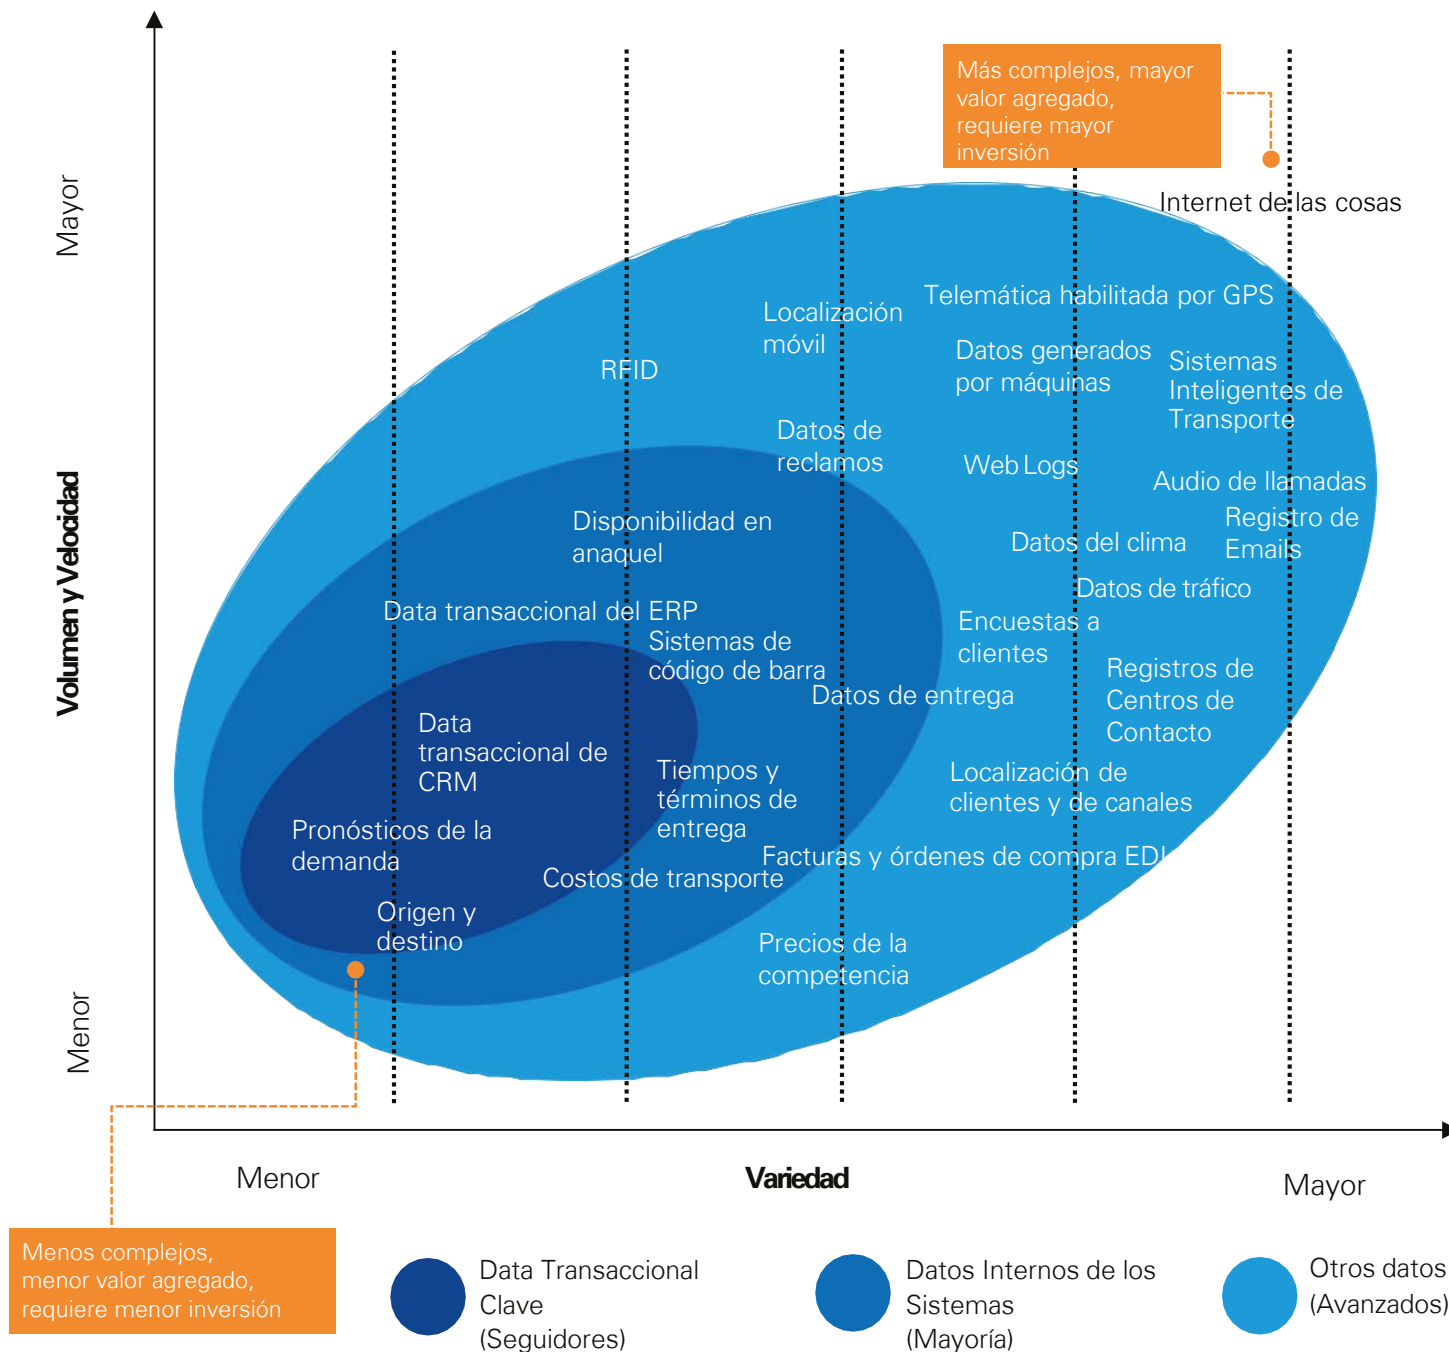 Más complejos, mayor
valor agregado,
requiere mayor
inversión
Mayor
Internet de las cosas
Telemática habilitada por GPS
Localización
móvil
Datos generados
por máquinas
Sistemas
Inteligentes de
Transporte
RFID
Datos de
reclamos
Web Logs
Audio de llamadas
Registro de
Emails
Disponibilidad en
anaquel
Datos del clima
Datos de tráfico
Volumen y Velocidad
Data transaccional del ERP
Sistemas de
código de barra
Encuestas a
clientes
Datos de entrega
Registros de
Centros de
Contacto
Data
transaccional de
CRM
Tiempos y
términos de
entrega
Localización de
clientes y de canales
Pronósticos de la
demanda
Facturas y órdenes de compra EDI
Costos de transporte
Origen y
destino
Precios de la
competencia
Menor
Menor
Variedad
Mayor
Menos complejos,
menor valor agregado,
requiere menor inversión
Data Transaccional
Clave
(Seguidores)
Datos Internos de los
Sistemas
(Mayoría)
Otros datos
(Avanzados)